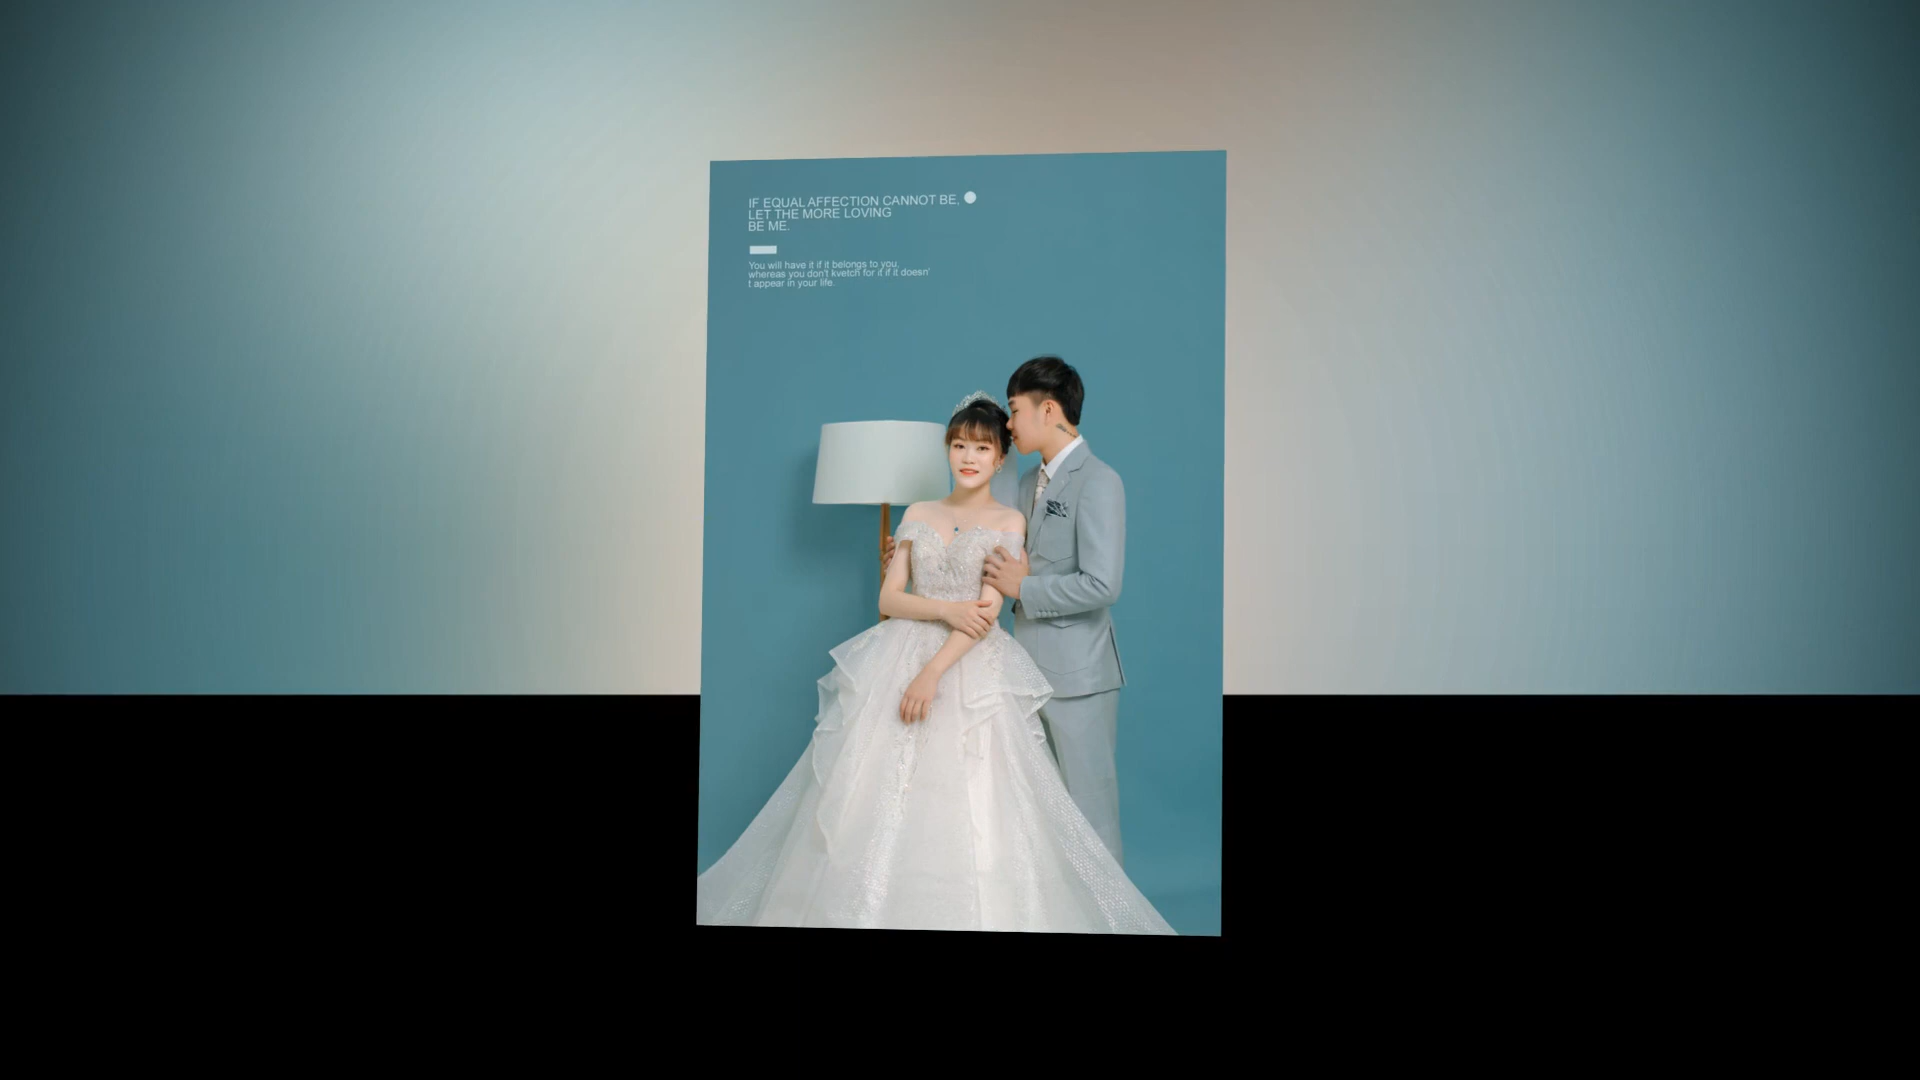 IF EQUAL AFFECTION CANNOT BE,
LET THE MORE LOVING
BE ME.
You will have it if it belongs to you,
whereas you don't kvetch for it if it doesn'
t appear in your life.